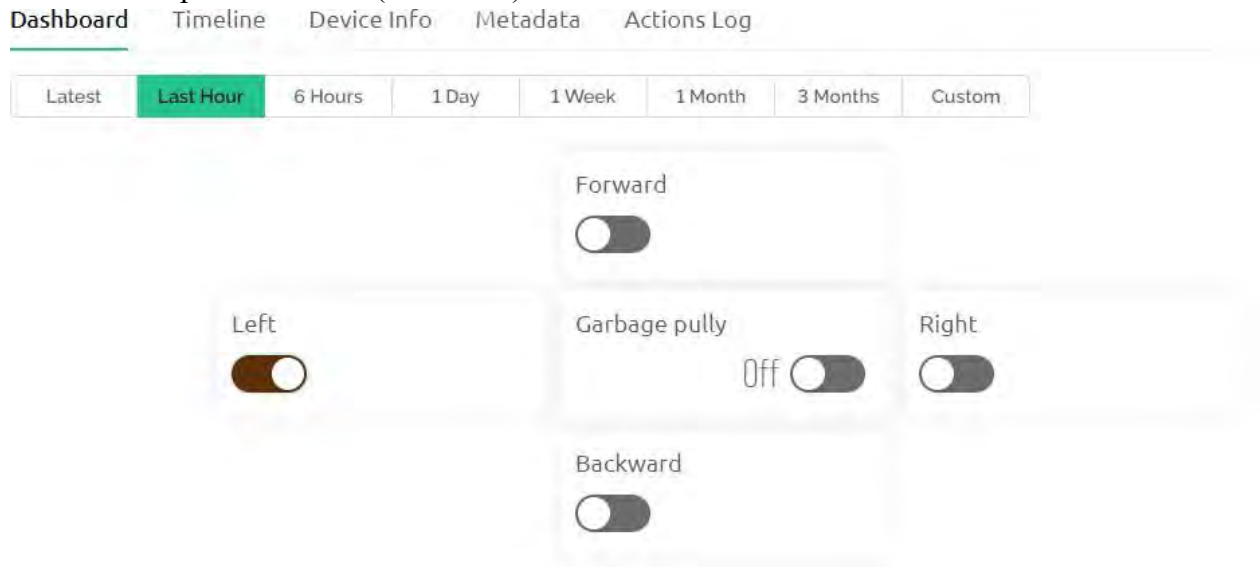 Dashboard Timeline Device Info Metadata Actions Log
Latest Last Hour 6 Hours 1 Day 1 Week 1 Month 3 Months Custom
Forward
Left Garbage pully Right
Off
Backward